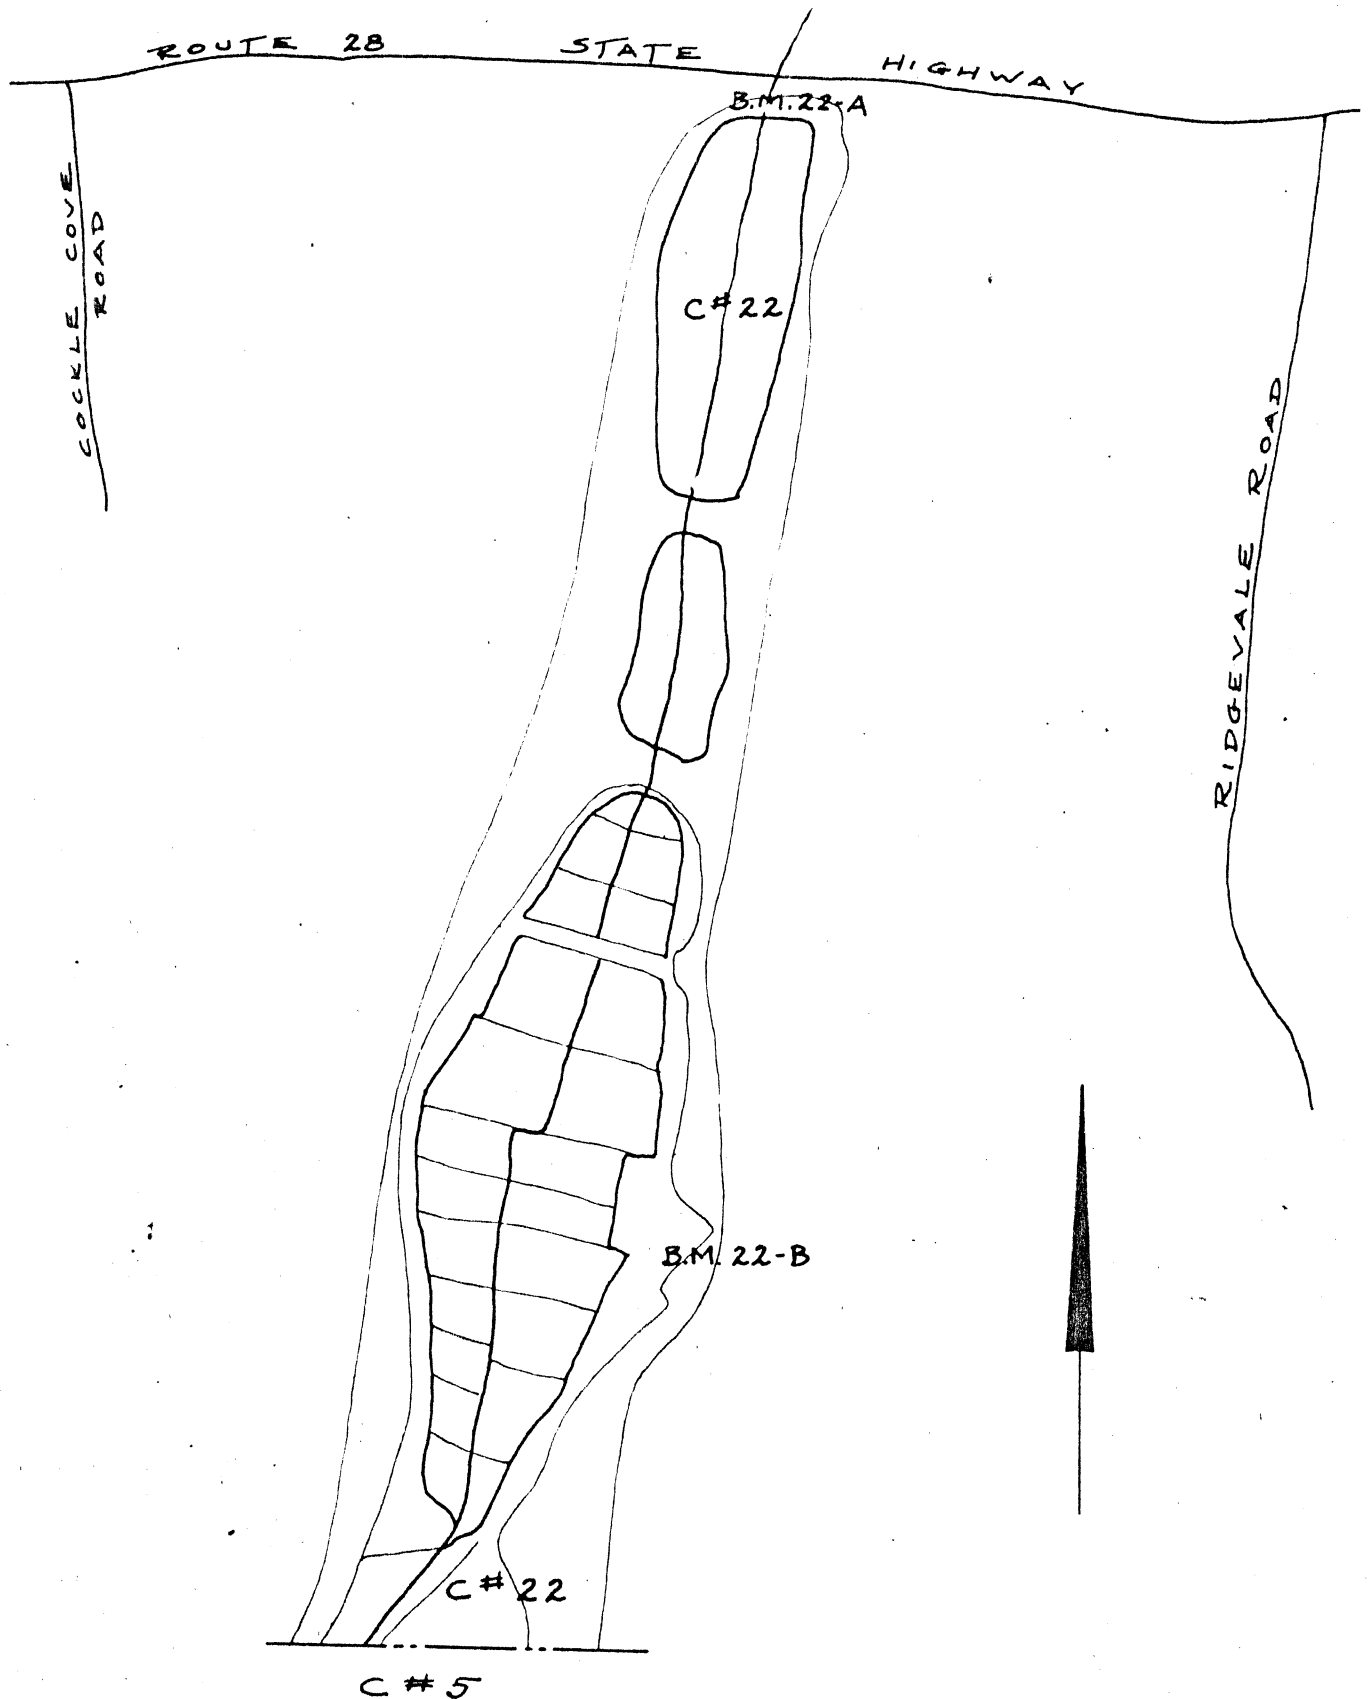 ROUTE 28 STATE HIGHWAY
B.M. 22-A
COCKLE COVE
ROAD
C# 22
RIDGEVALE ROAD
B.M. 22-B
C# 22
C # 5